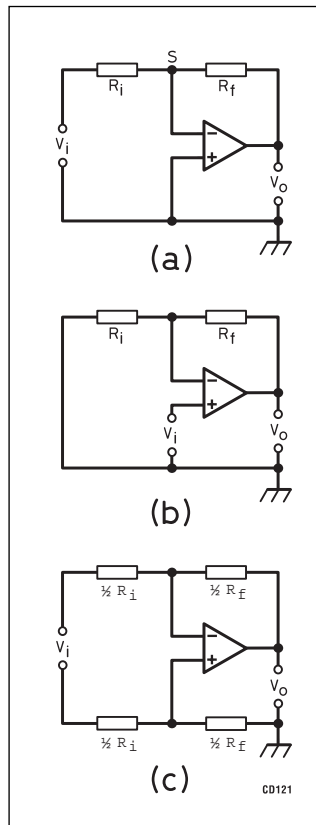 S
Ri Rf
Vi
−
+
Vo
(a)
Ri Rf
−
+
Vi
Vo
(b)
½ Ri ½ Rf
Vi
−
+
Vo
½ Ri ½ Rf
(c)
CD121